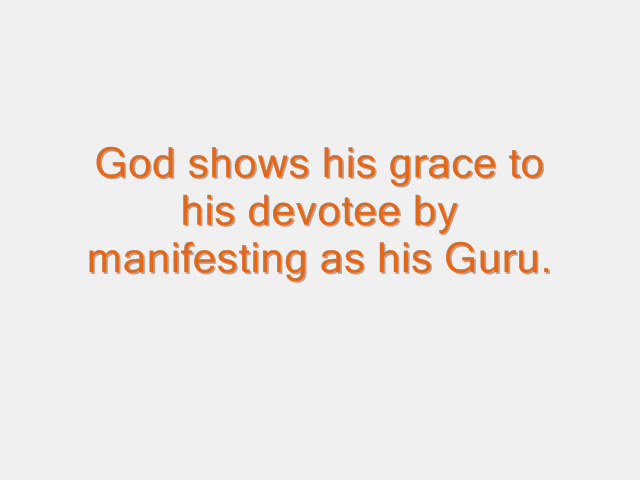 God shows his grace to
his devotee by
manifesting as his Guru.